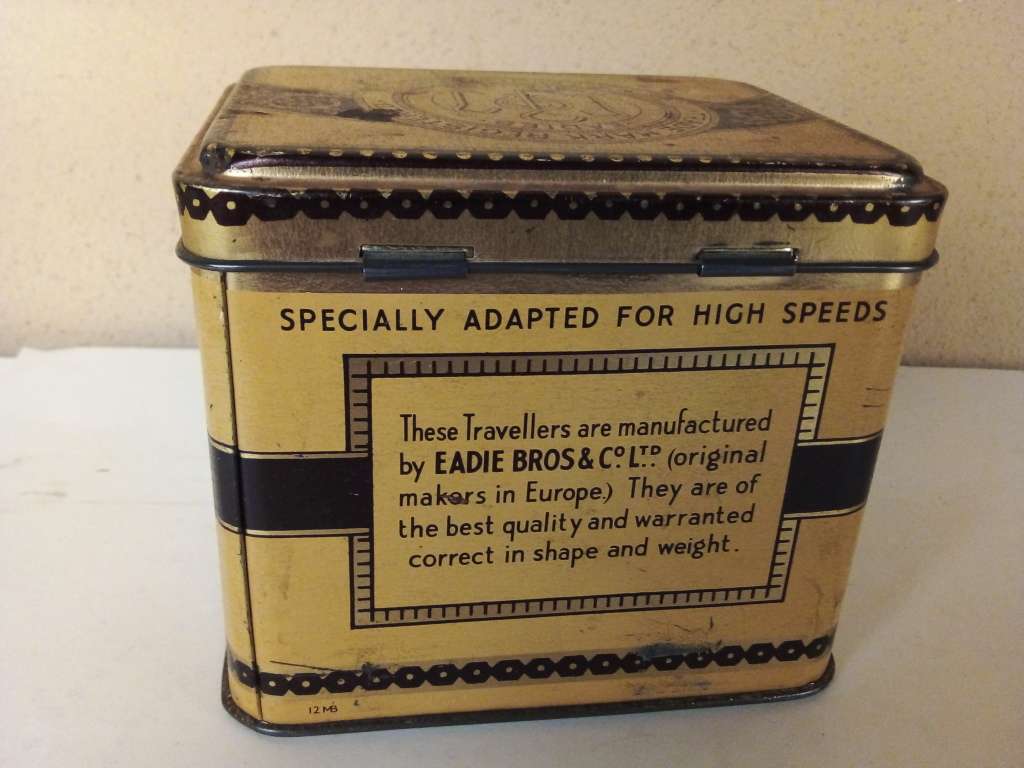 SPECIALLY ADAPTED FOR HIGH SPEEDS
These Travellers are manufactured
by EADIE BROS & Cº. LTD (original
makers in Europe.) They are of
the best quality and warranted
correct in shape and weight.
12 MB